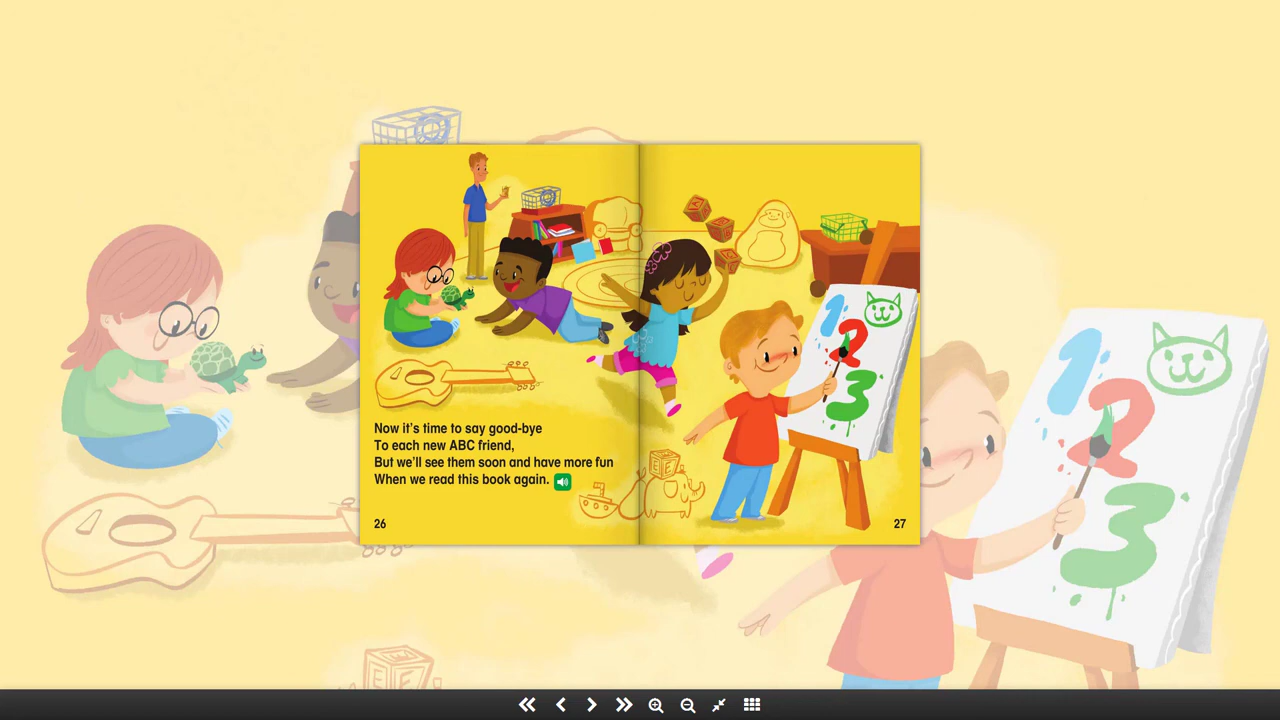 Now it's time to say good-bye
To each new ABC friend,
But we'll see them soon and have more fun
When we read this book again.
26
27
1
2
3